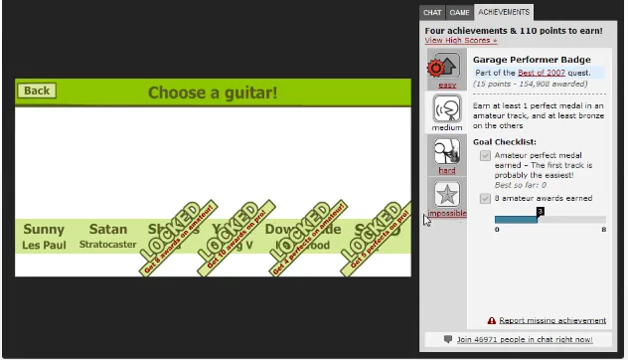 CHAT GAME ACHIEVEMENTS
Four achievements & 110 points to earn!
View High Scores »
Back
Choose a guitar!
easy
medium
hard
impossible
Garage Performer Badge
Part of the Best of 2007 quest.
(15 points - 154,908 awarded)
Earn at least 1 perfect medal in an
amateur track, and at least bronze
on the others
Goal Checklist:
Amateur perfect medal
earned – The first track is
probably the easiest!
Best so far: 0
8 amateur awards earned
3
0 8
Sunny
Les Paul
Satan
Stratocaster
LOCKED
Get 8 awards on amateur!
LOCKED
Get 10 awards on pro!
LOCKED
Get 4 perfects on amateur!
LOCKED
Get 5 perfects on pro!
Report missing achievement
Join 46971 people in chat right now!